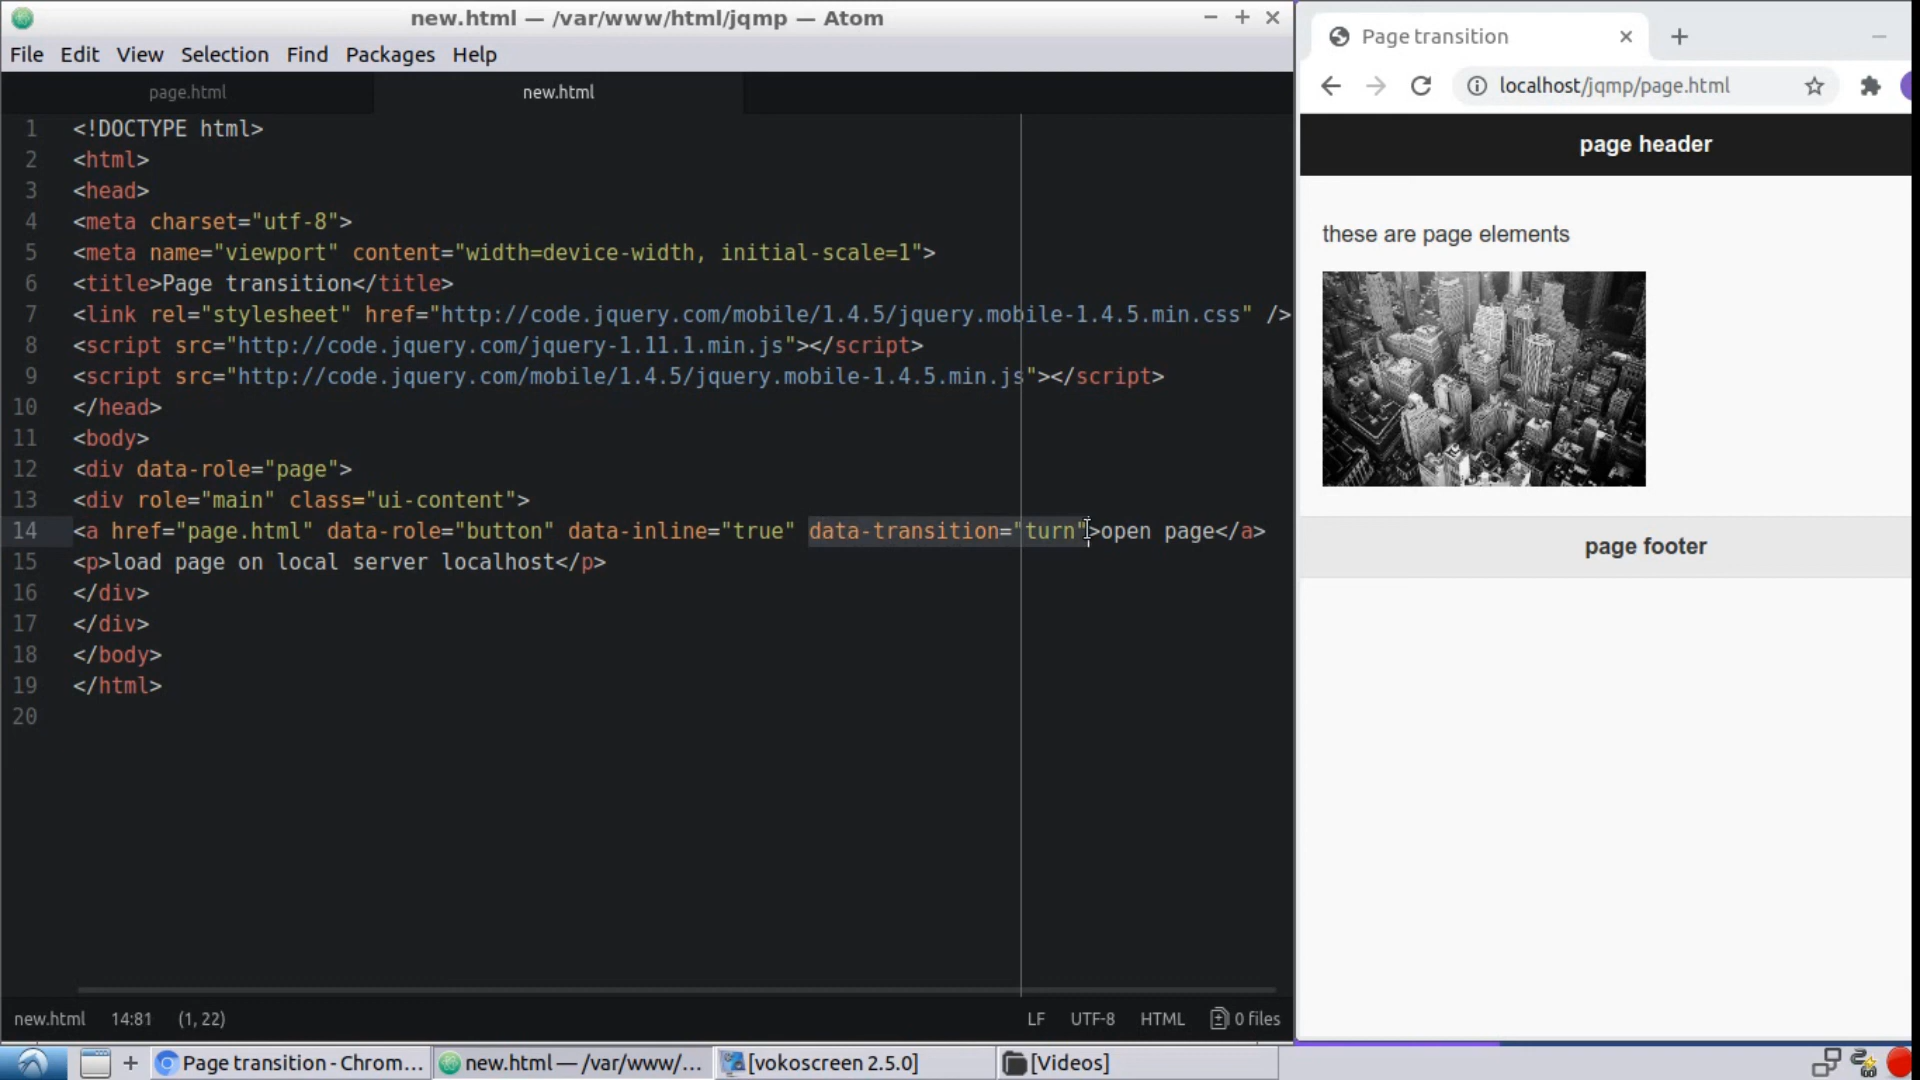 new.html — /var/www/html/jqmp — Atom
File Edit View Selection Find Packages Help
page.html new.html
1 <!DOCTYPE html>
2 <html>
3 <head>
4 <meta charset="utf-8">
5 <meta name="viewport" content="width=device-width, initial-scale=1">
6 <title>Page transition</title>
7 <link rel="stylesheet" href="http://code.jquery.com/mobile/1.4.5/jquery.mobile-1.4.5.min.css" />
8 <script src="http://code.jquery.com/jquery-1.11.1.min.js"></script>
9 <script src="http://code.jquery.com/mobile/1.4.5/jquery.mobile-1.4.5.min.js"></script>
10 </head>
11 <body>
12 <div data-role="page">
13 <div role="main" class="ui-content">
14 <a href="page.html" data-role="button" data-inline="true" data-transition="turn">open page</a>
15 <p>load page on local server localhost</p>
16 </div>
17 </div>
18 </body>
19 </html>
20
new.html 14:81 (1, 22) LF UTF-8 HTML 0 files
Page transition
localhost/jqmp/page.html
page header
these are page elements
page footer
Page transition - Chrom... new.html — /var/www/... [vokoscreen 2.5.0] [Videos]